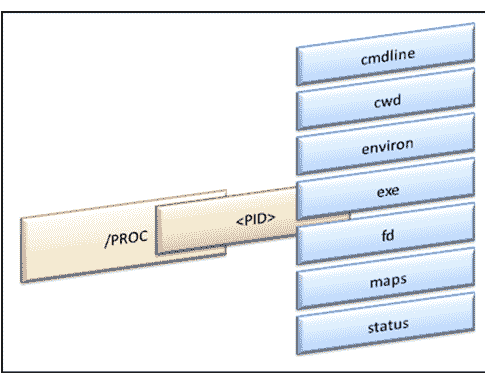 cmdline
cwd
environ
exe
/PROC
<PID>
fd
maps
status